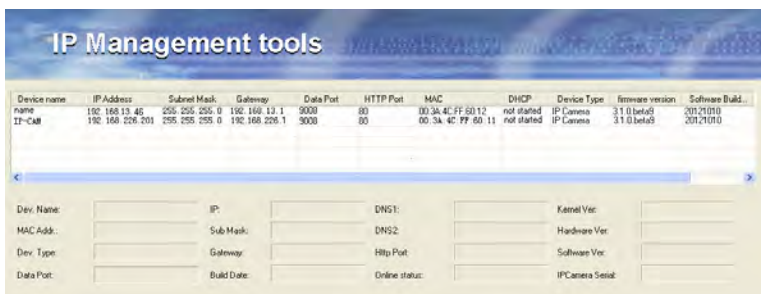 IP Management tools
Device name IP Address Subnet Mask Gateway Data Port HTTP Port MAC DHCP Device Type firmware version Software Build...
name 192.168.13.46 255.255.255.0 192.168.13.1 9008 80 00:3A:4C:FF:60:12 not started IP Camera 3.1.0.beta9 20121010
IP-CAM 192.168.226.201 255.255.255.0 192.168.226.1 9008 80 00:3A:4C:FF:60:11 not started IP Camera 3.1.0.beta9 20121010
Dev. Name: IP: DNS1: Kernel Ver:
MAC Addr.: Sub Mask: DNS2: Hardware Ver:
Dev. Type: Gateway: Http Port: Software Ver:
Data Port: Build Date: Online status: IPCamera Serial: